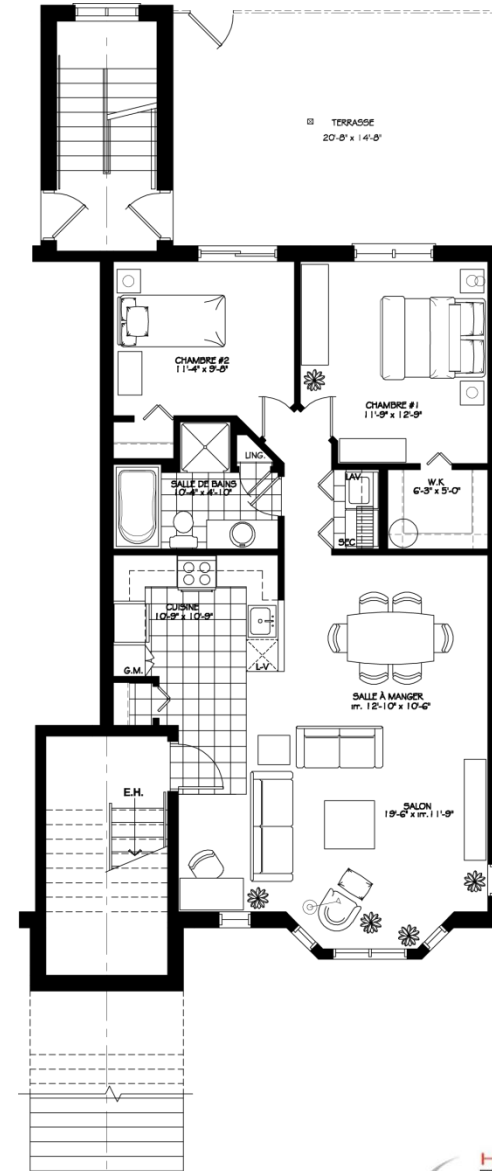 TERRASSE
20'-8" x 14'-8"
CHAMBRE #2
11'-4" x 9'-8"
CHAMBRE #1
11'-9" x 12'-9"
LING.
SALLE DE BAINS
10'-4" x 4'-10"
LAV
SEC
W.K
6'-3" x 5'-0"
CUISINE
10'-9" x 10'-9"
L-V
G.M.
SALLE À MANGER
irr. 12'-10" x 10'-6"
E.H.
SALON
19'-6" x irr. 11'-9"
H